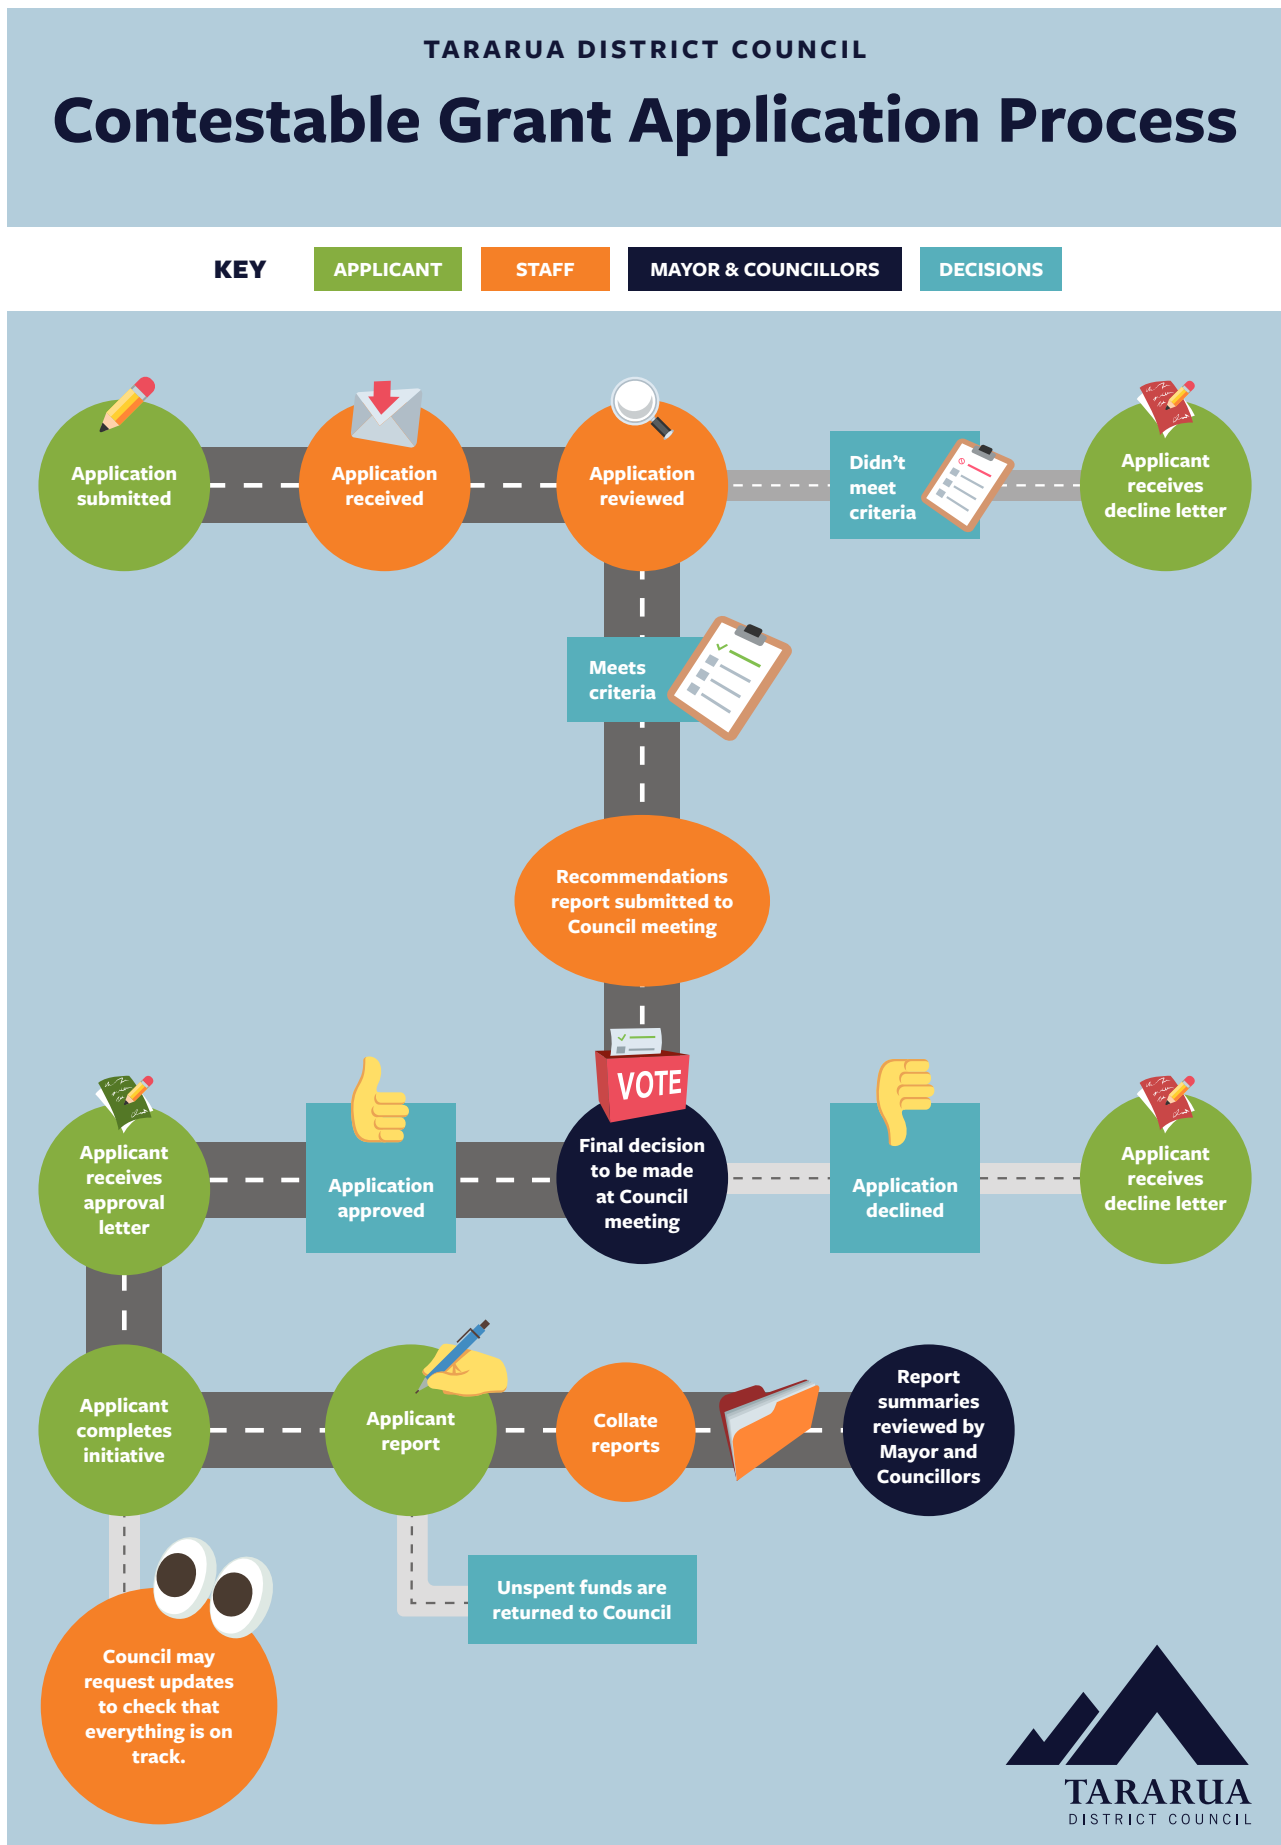 TARARUA DISTRICT COUNCIL
Contestable Grant Application Process
KEY
APPLICANT
STAFF
MAYOR & COUNCILLORS
DECISIONS
Application
submitted
Application
received
Application
reviewed
Didn't
meet
criteria
Applicant
receives
decline letter
Meets
criteria
Recommendations
report submitted to
Council meeting
VOTE
Applicant
receives
approval
letter
Application
approved
Final decision
to be made
at Council
meeting
Application
declined
Applicant
receives
decline letter
Applicant
completes
initiative
Applicant
report
Collate
reports
Report
summaries
reviewed by
Mayor and
Councillors
Unspent funds are
returned to Council
Council may
request updates
to check that
everything is on
track.
TARARUA
DISTRICT COUNCIL